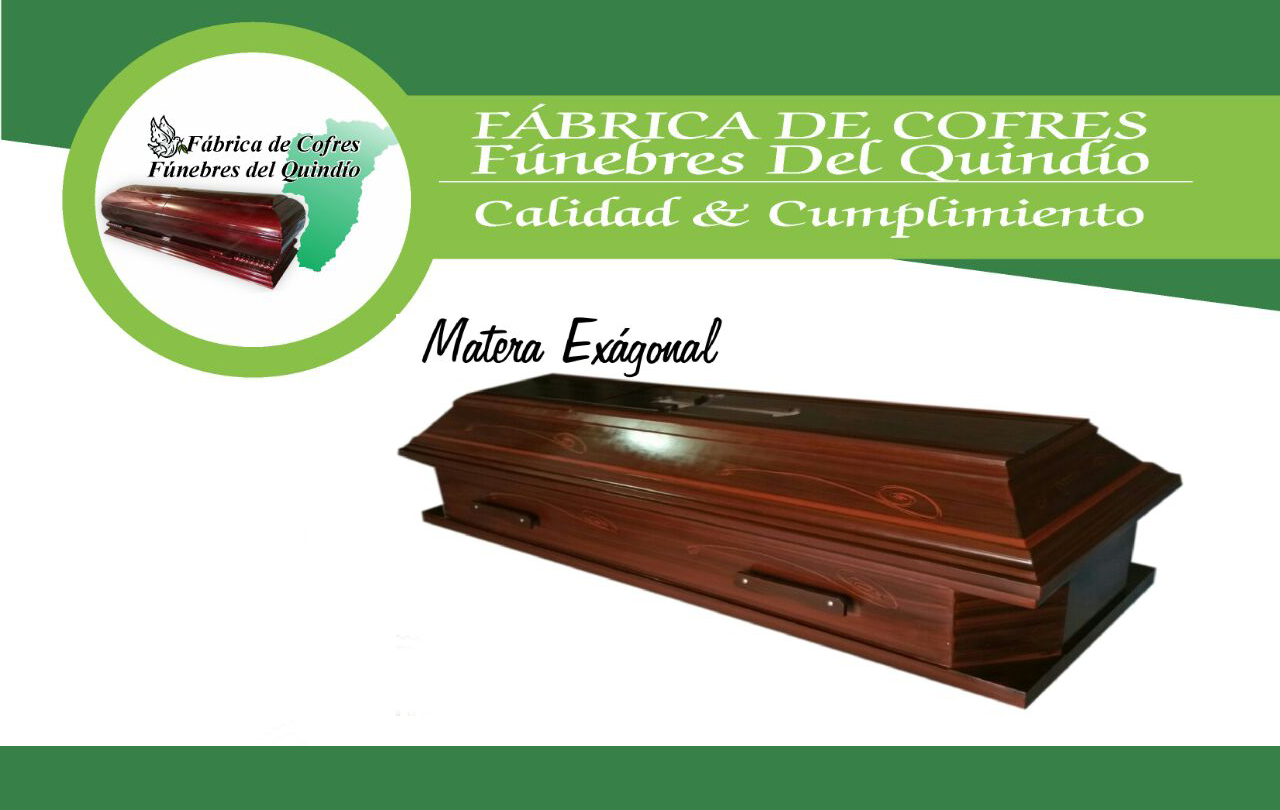 Fábrica de Cofres
Fúnebres del Quindío
FÁBRICA DE COFRES
Fúnebres Del Quindío
Calidad & Cumplimiento
Matera Exágonal